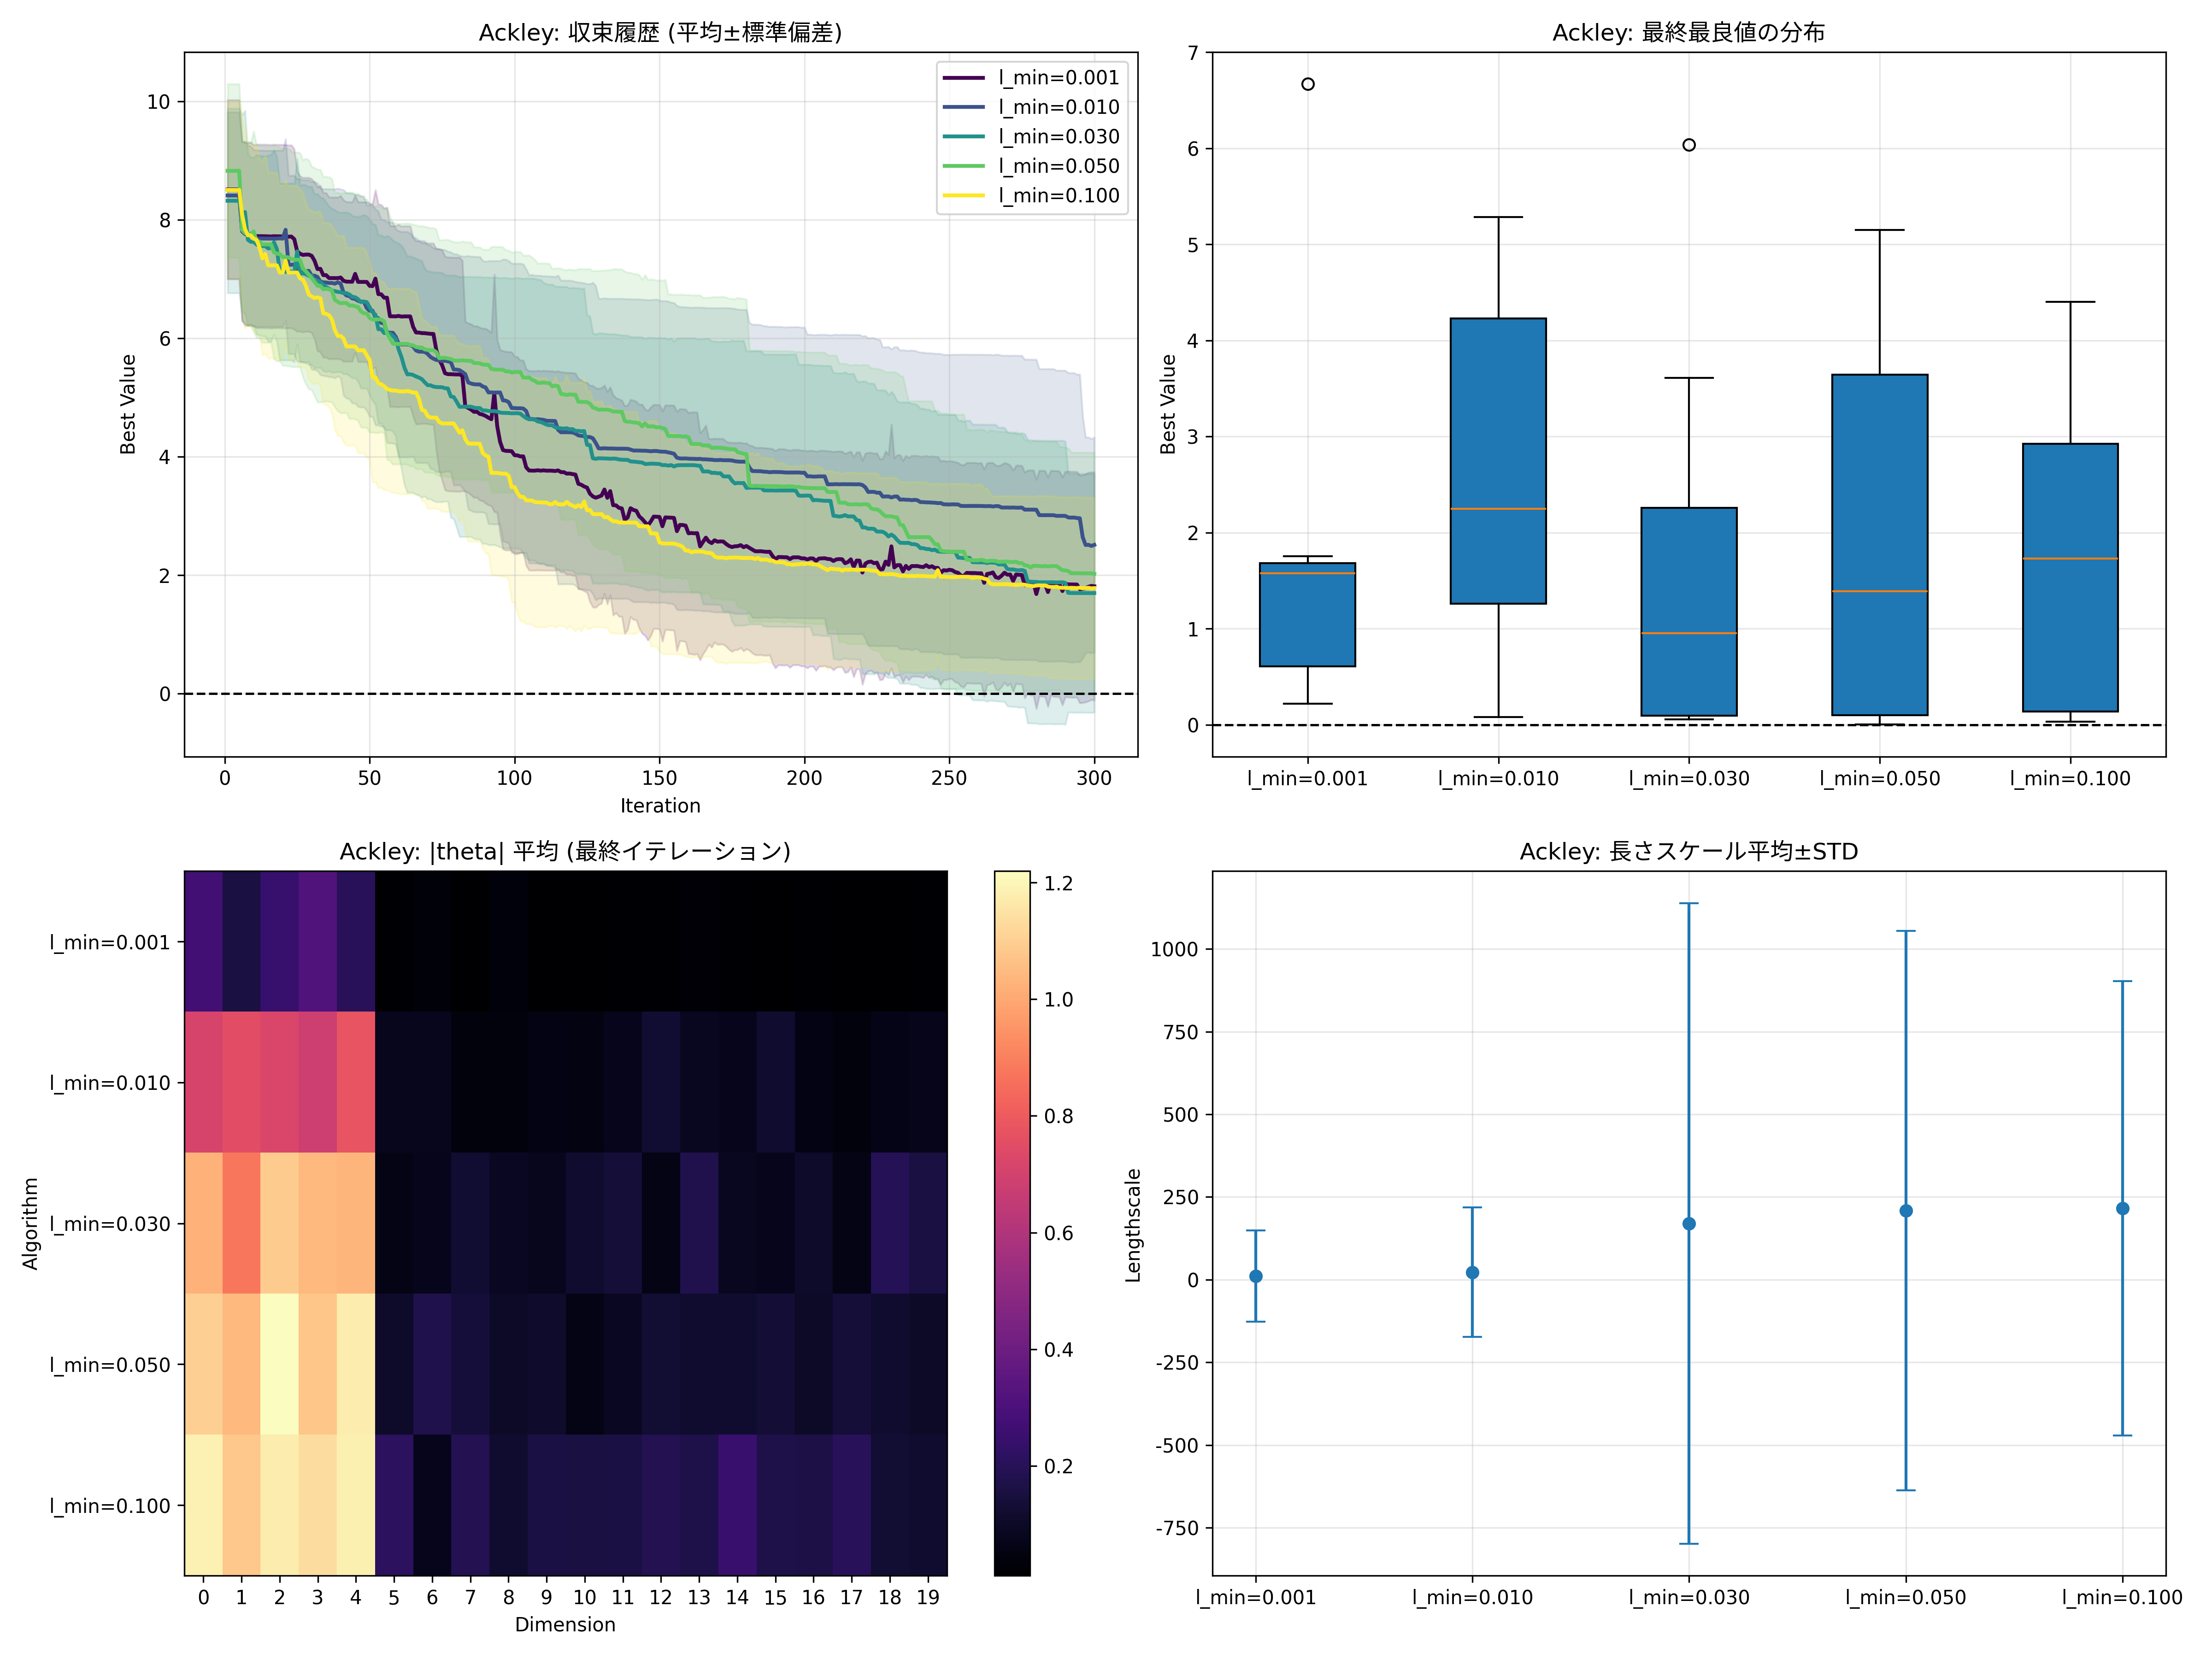 Ackley: 収束履歴 (平均±標準偏差)
10
8
6
4
2
0
Best Value
0 50 100 150 200 250 300
Iteration
l_min=0.001
l_min=0.010
l_min=0.030
l_min=0.050
l_min=0.100
Ackley: 最終最良値の分布
7
6
5
4
3
2
1
0
Best Value
l_min=0.001 l_min=0.010 l_min=0.030 l_min=0.050 l_min=0.100
Ackley: |theta| 平均 (最終イテレーション)
Algorithm
l_min=0.001
l_min=0.010
l_min=0.030
l_min=0.050
l_min=0.100
0 1 2 3 4 5 6 7 8 9 10 11 12 13 14 15 16 17 18 19
Dimension
1.2
1.0
0.8
0.6
0.4
0.2
Ackley: 長さスケール平均±STD
1000
750
500
250
0
-250
-500
-750
Lengthscale
l_min=0.001 l_min=0.010 l_min=0.030 l_min=0.050 l_min=0.100